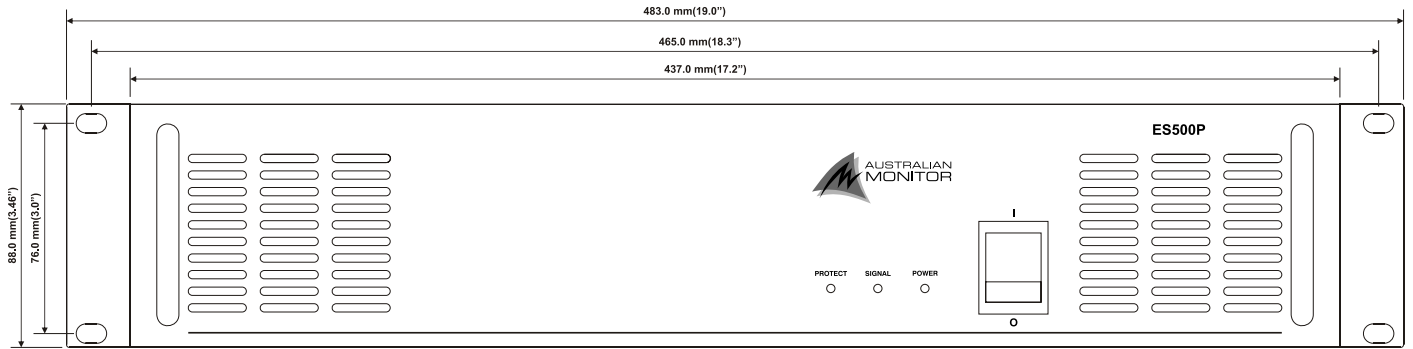 483.0 mm(19.0”)
465.0 mm(18.3”)
437.0 mm(17.2”)
88.0 mm(3.46”)
76.0 mm(3.0”)
ES500P
AUSTRALIAN
MONITOR
I
PROTECT SIGNAL POWER
O